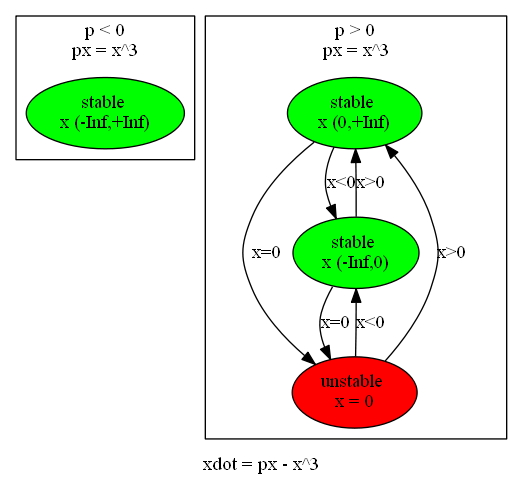 p < 0
px = x^3
stable
x (-Inf,+Inf)
p > 0
px = x^3
stable
x (0,+Inf)
x<0
x>0
stable
x (-Inf,0)
x=0
x>0
x=0
x<0
unstable
x = 0
xdot = px - x^3